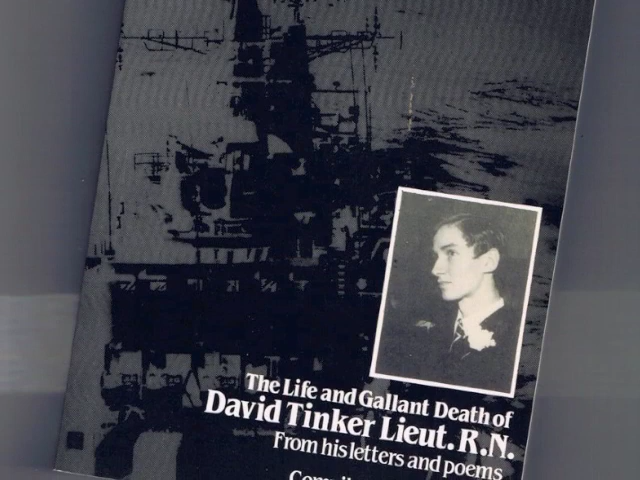 The Life and Gallant Death of
David Tinker Lieut. R.N.
From his letters and poems